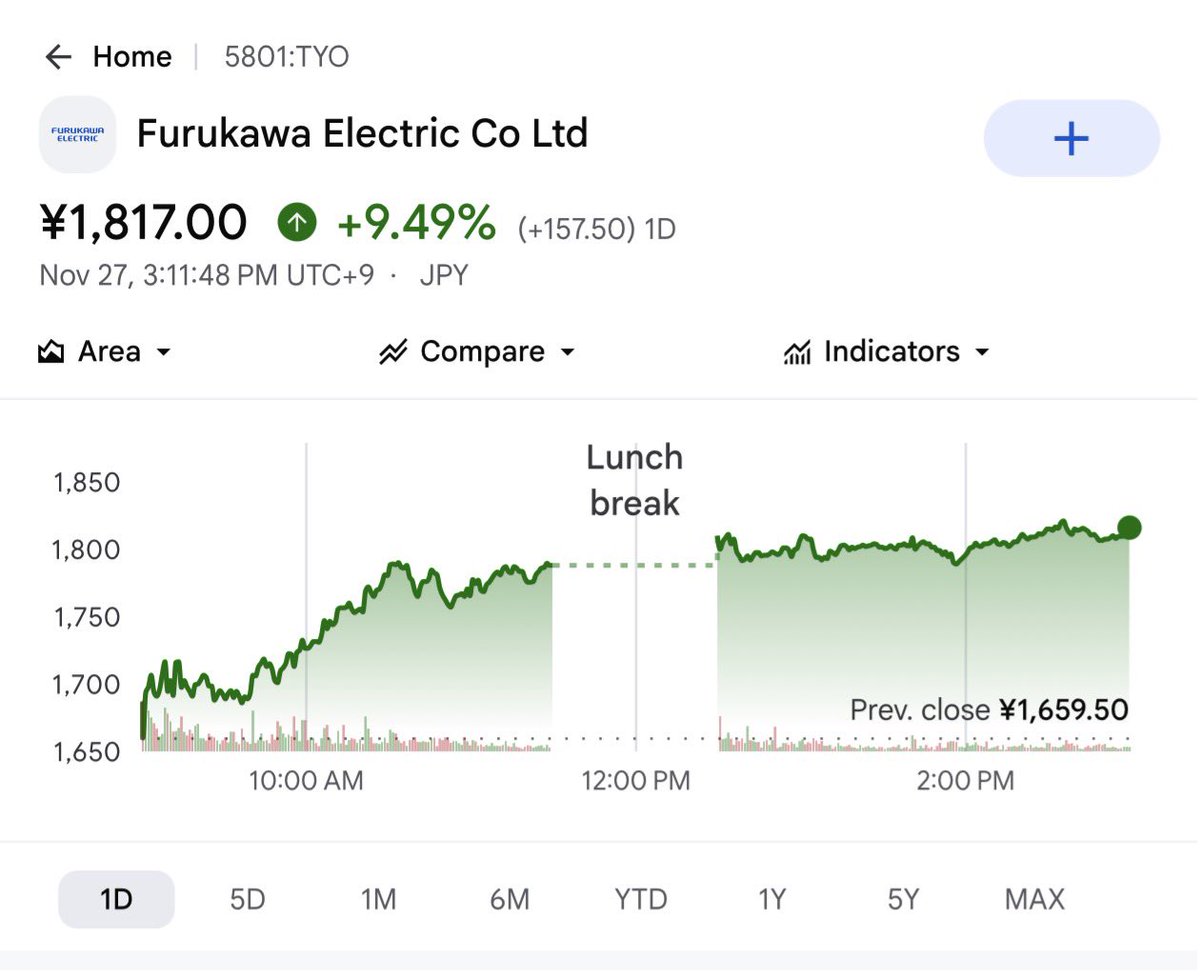 Home | 5801:TYO
FURUKAWA
ELECTRIC
Furukawa Electric Co Ltd
+
¥1,817.00 +9.49% (+157.50) 1D
Nov 27, 3:11:48 PM UTC+9 · JPY
Area Compare Indicators
Lunch
break
1,850
1,800
1,750
1,700
1,650
Prev. close ¥1,659.50
10:00 AM 12:00 PM 2:00 PM
1D 5D 1M 6M YTD 1Y 5Y MAX